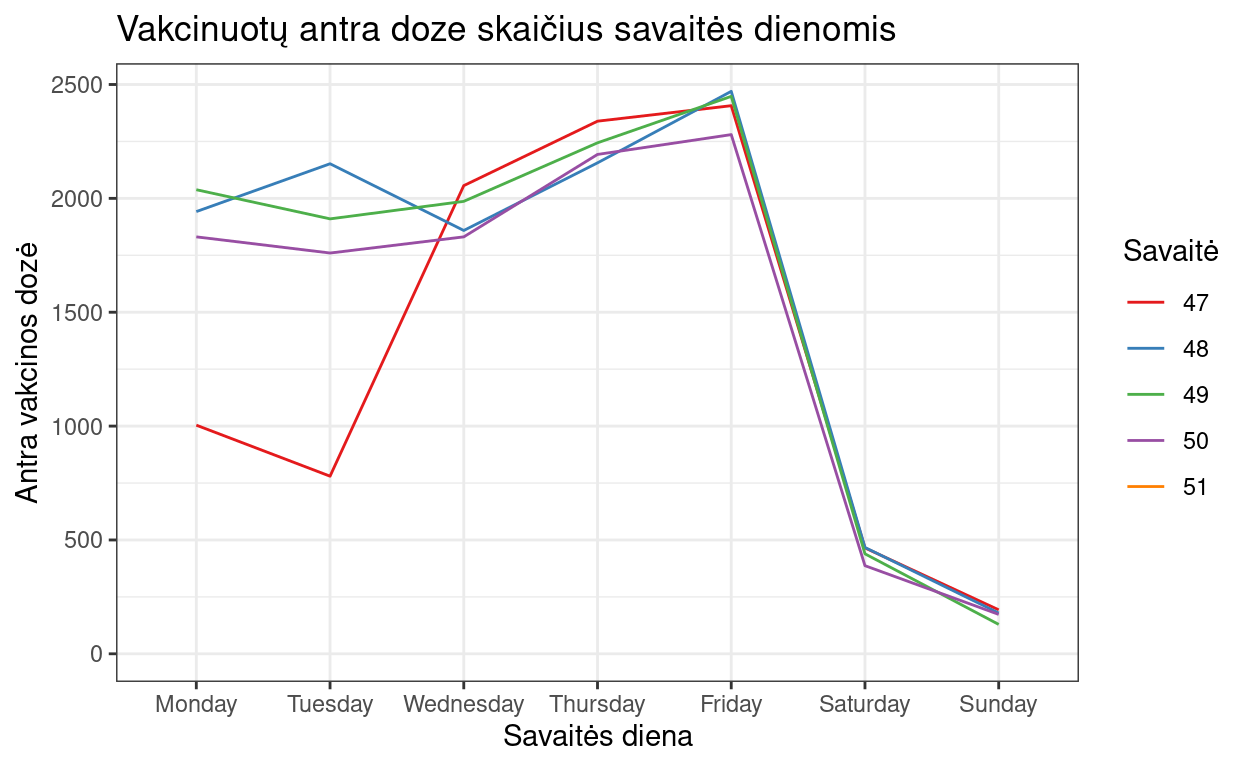 Vakcinuotų antra doze skaičius savaitės dienomis
Antra vakcinos dozė
2500
2000
1500
1000
500
0
Monday Tuesday Wednesday Thursday Friday Saturday Sunday
Savaitės diena
Savaitė
47
48
49
50
51